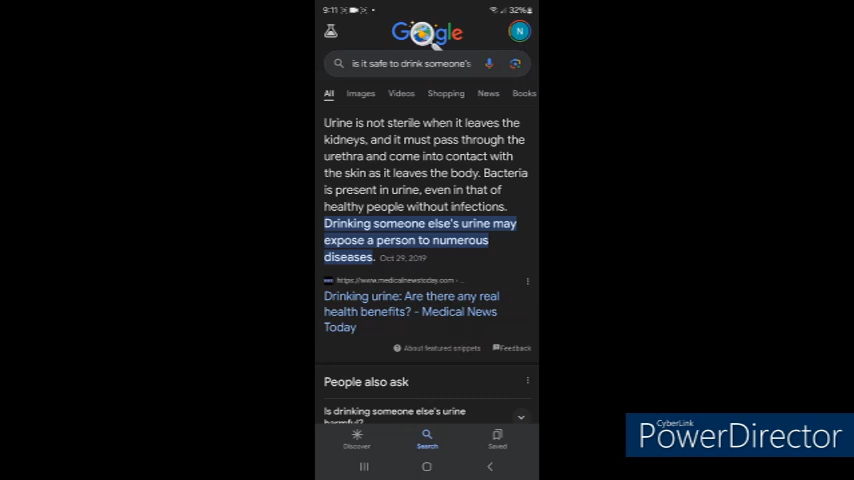 9:11
32%
Google
N
is it safe to drink someone's
All Images Videos Shopping News Books
Urine is not sterile when it leaves the
kidneys, and it must pass through the
urethra and come into contact with
the skin as it leaves the body. Bacteria
is present in urine, even in that of
healthy people without infections.
Drinking someone else's urine may
expose a person to numerous
diseases. Oct 29, 2019
https://www.medicalnewstoday.com ›...
Drinking urine: Are there any real
health benefits? - Medical News
Today
About featured snippets Feedback
People also ask
Is drinking someone else's urine
harmful?
Discover Search Saved
CyberLink
PowerDirector